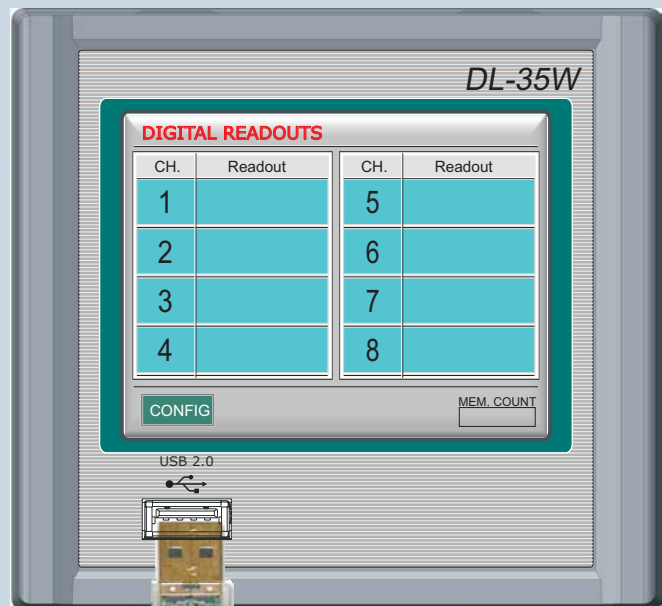 DL-35W
DIGITAL READOUTS
CH. Readout CH. Readout
1 5
2 6
3 7
4 8
CONFIG
MEM. COUNT
USB 2.0